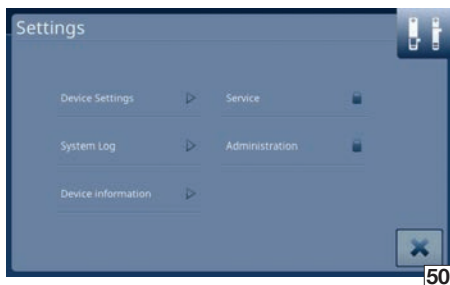 Settings
Device Settings
Service
System Log
Administration
Device information
50